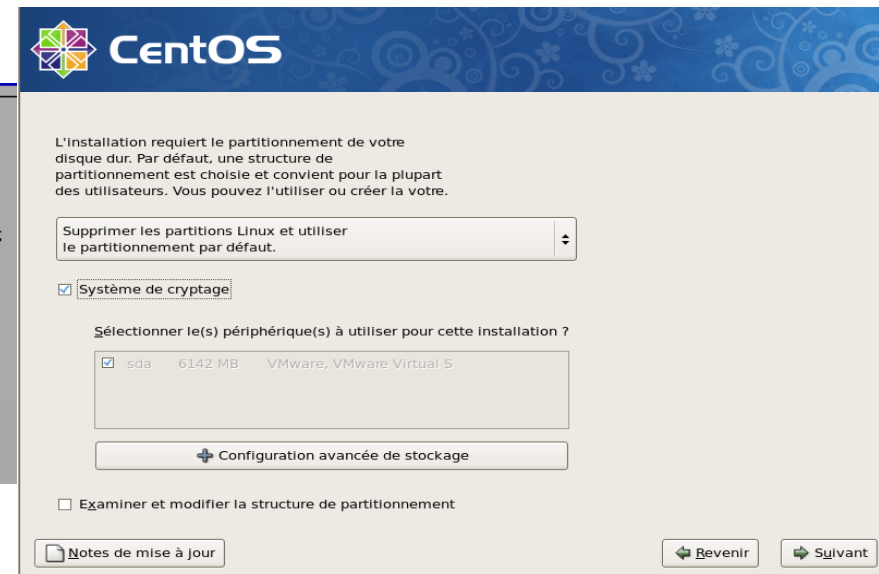 CentOS
L'installation requiert le partitionnement de votre
disque dur. Par défaut, une structure de
partitionnement est choisie et convient pour la plupart
des utilisateurs. Vous pouvez l'utiliser ou créer la votre.
Supprimer les partitions Linux et utiliser
le partitionnement par défaut.
Système de cryptage
Sélectionner le(s) périphérique(s) à utiliser pour cette installation ?
sda 6142 MB VMware, VMware Virtual S
Configuration avancée de stockage
Examiner et modifier la structure de partitionnement
Notes de mise à jour Revenir Suivant